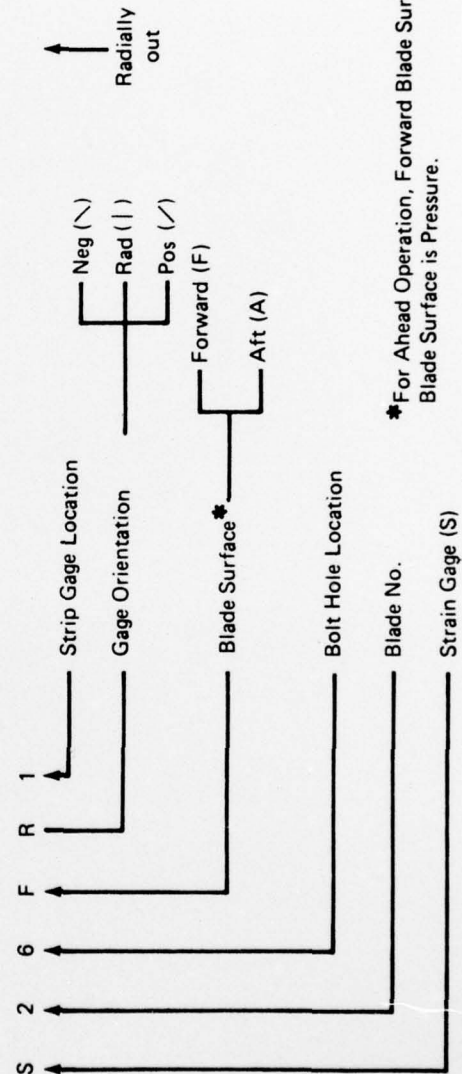 S 2 6 F R 1
Strip Gage Location
Gage Orientation
Neg (\)
Rad (|)
Pos (/)
Radially
out
Blade Surface*
Forward (F)
Aft (A)
Bolt Hole Location
Blade No.
Strain Gage (S)
*For Ahead Operation, Forward Blade
Blade Surface is Pressure.